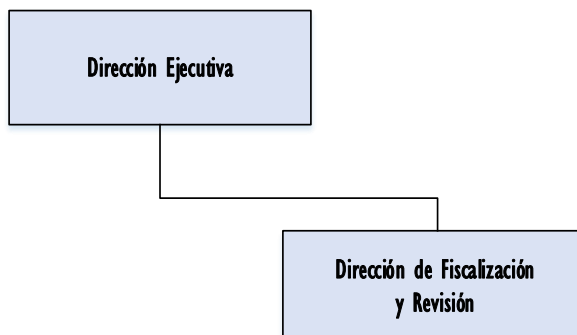 Dirección Ejecutiva
Dirección de Fiscalización
y Revisión